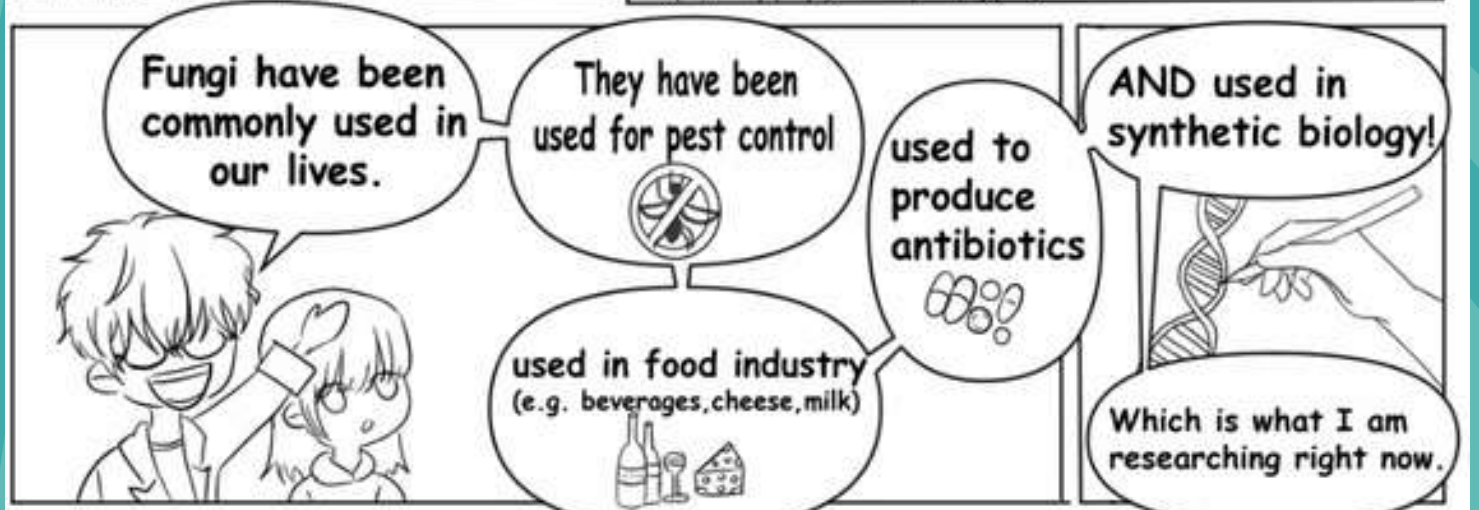 Fungi have been
commonly used in
our lives.
They have been
used for pest control
used in food industry
(e.g. beverages,cheese,milk)
used to
produce
antibiotics
AND used in
synthetic biology!
Which is what I am
researching right now.